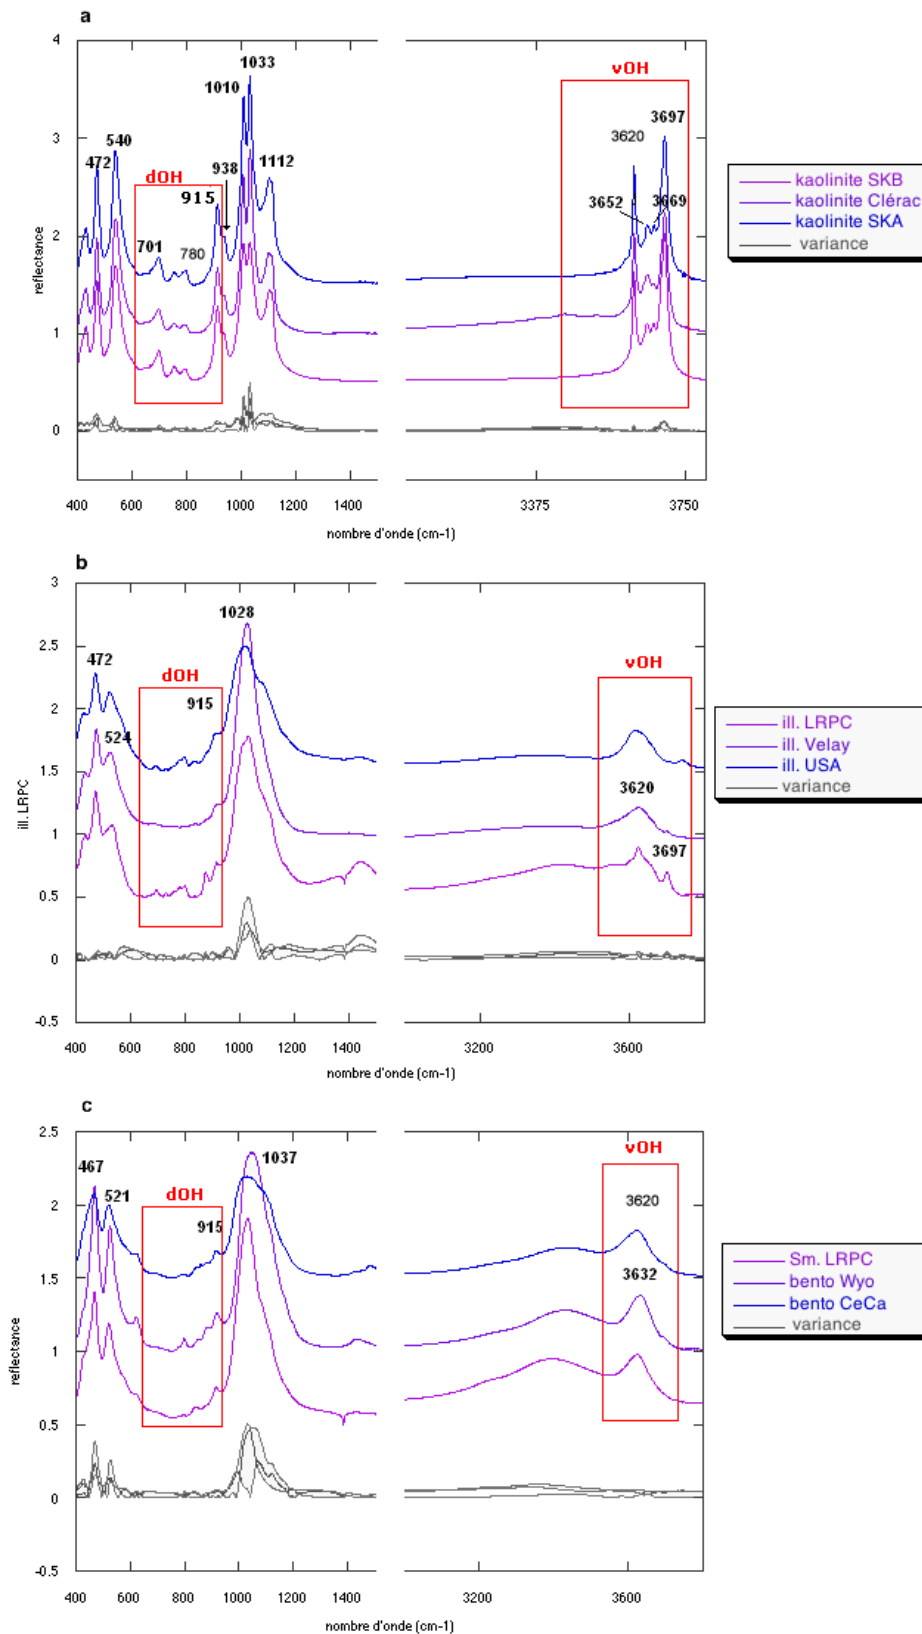 a
4
3
2
1
0
reflectance
1033
1010
νOH
540
3697
3620
472
938
1112
dOH
915
3652
3669
701
780
kaolinite SKB
kaolinite Clérac
kaolinite SKA
variance
400 600 800 1000 1200 1400 3375 3750
nombre d'onde (cm-1)
b
3
2.5
2
1.5
1
0.5
0
-0.5
ill. LRPC
1028
472
dOH
νOH
915
524
3620
3697
ill. LRPC
ill. Velay
ill. USA
variance
400 600 800 1000 1200 1400 3200 3600
nombre d'onde (cm-1)
c
2.5
2
1.5
1
0.5
0
-0.5
reflectance
νOH
467
1037
dOH
521
3620
915
3632
Sm. LRPC
bento Wyo
bento CeCa
variance
400 600 800 1000 1200 1400 3200 3600
nombre d'onde (cm-1)